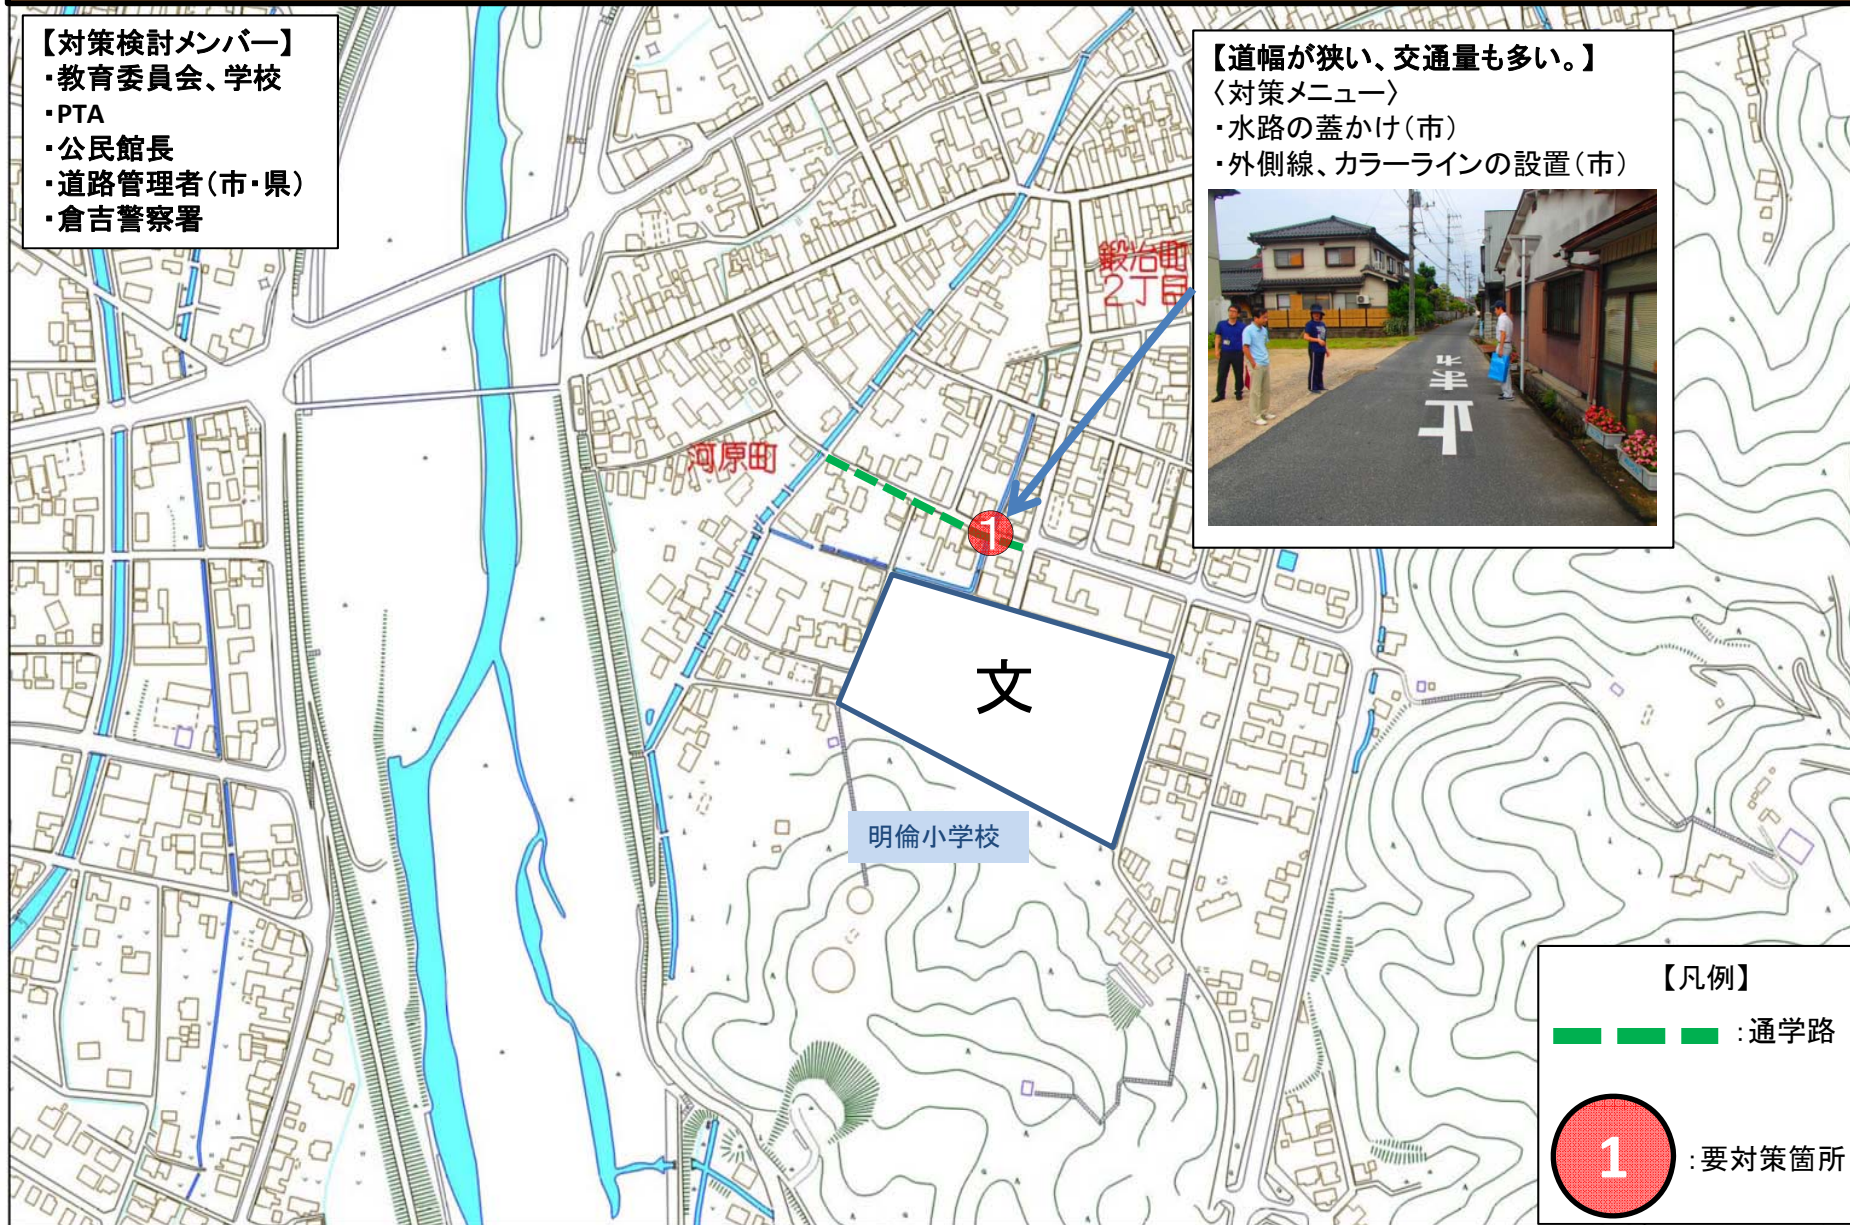 【対策検討メンバー】
・教育委員会、学校
・PTA
・公民館長
・道路管理者(市・県)
・倉吉警察署
【道幅が狭い、交通量も多い。】
〈対策メニュー〉
・水路の蓋かけ(市)
・外側線、カラーラインの設置(市)
止まれ
鍛冶町
2丁目
河原町
1
文
明倫小学校
【凡例】
:通学路
1
:要対策箇所